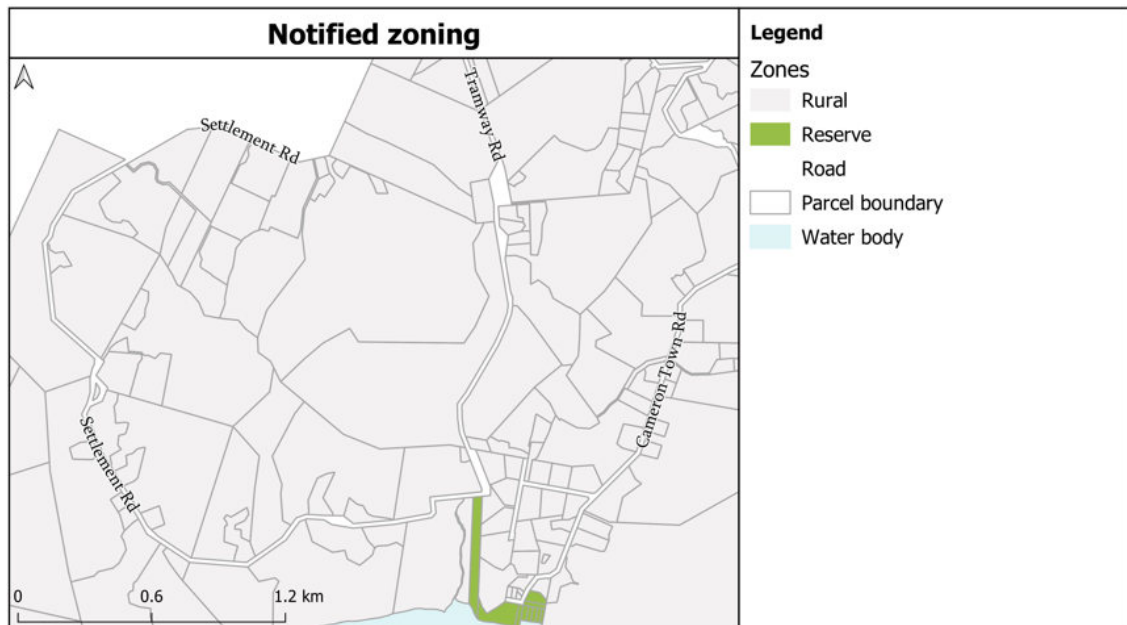 Notified zoning
Settlement Rd
Tramway Rd
Cameron Town Rd
Settlement Rd
0 0.6 1.2 km
Legend
Zones
Rural
Reserve
Road
Parcel boundary
Water body